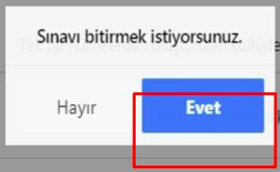 Sınavı bitirmek istiyorsunuz.
Hayır
Evet